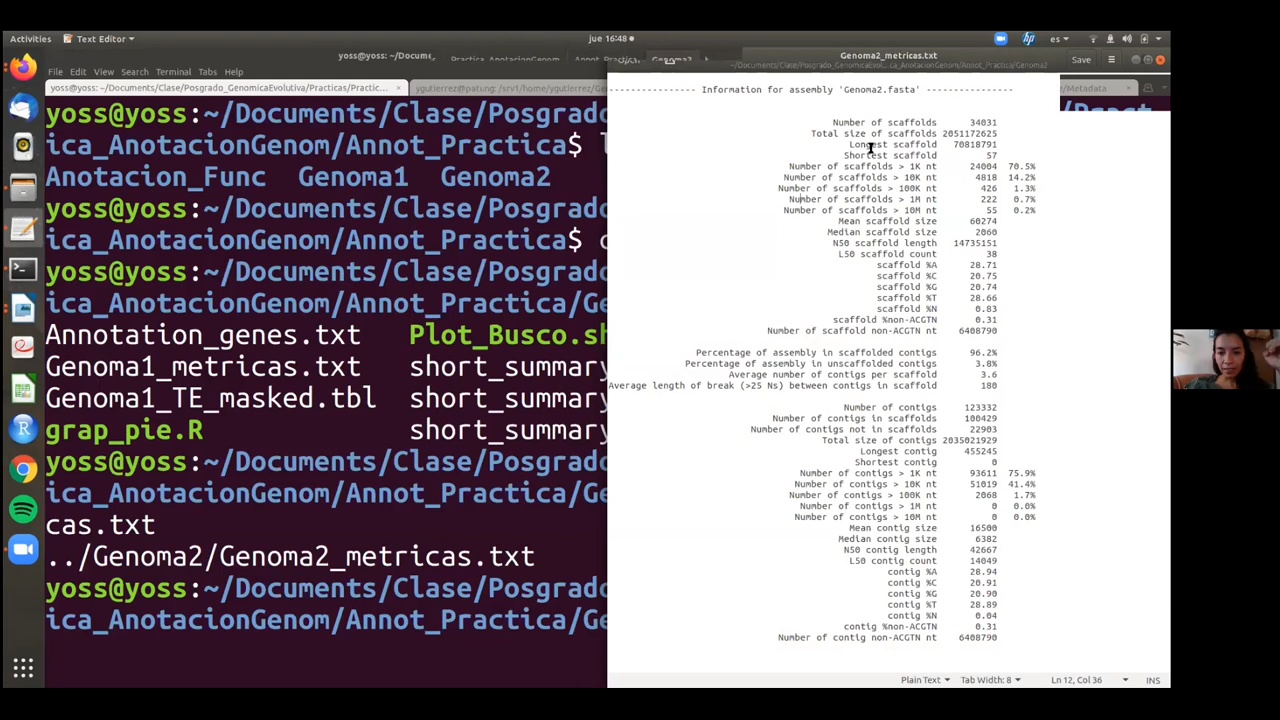 Activities
Text Editor
jue 16:48
es
yoss@yoss: ~/Docume
Genoma2_metricas.txt
Save
File Edit View Search Terminal Tabs Help
yoss@yoss: ~/Documents/Clase/Posgrado_GenomicaEvolutiva/Practicas/Practic...
yoss@yoss:~/Documents/Clase/Posgrado
ica_AnotacionGenom/Annot_Practica$ l
Anotacion_Func Genoma1 Genoma2
yoss@yoss:~/Documents/Clase/Posgrado
ica_AnotacionGenom/Annot_Practica$ c
yoss@yoss:~/Documents/Clase/Posgrado
ica_AnotacionGenom/Annot_Practica/Ge
Annotation_genes.txt Plot_Busco.sh
Genoma1_metricas.txt short_summary
Genoma1_TE_masked.tbl short_summary
grap_pie.R short_summary
yoss@yoss:~/Documents/Clase/Posgrado
ica_AnotacionGenom/Annot_Practica/Ge
cas.txt
../Genoma2/Genoma2_metricas.txt
yoss@yoss:~/Documents/Clase/Posgrado
ica_AnotacionGenom/Annot_Practica/Ge
---------------- Information for assembly 'Genoma2.fasta' ----------------
Number of scaffolds 34031
Total size of scaffolds 2051172625
Longest scaffold 70818791
Shortest scaffold 57
Number of scaffolds > 1K nt 24004 70.5%
Number of scaffolds > 10K nt 4818 14.2%
Number of scaffolds > 100K nt 426 1.3%
Number of scaffolds > 1M nt 222 0.7%
Number of scaffolds > 10M nt 55 0.2%
Mean scaffold size 60274
Median scaffold size 2060
N50 scaffold length 14735151
L50 scaffold count 38
scaffold %A 28.71
scaffold %C 20.75
scaffold %G 20.74
scaffold %T 28.66
scaffold %N 0.83
scaffold %non-ACGTN 0.31
Number of scaffold non-ACGTN nt 6408790
Percentage of assembly in scaffolded contigs 96.2%
Percentage of assembly in unscaffolded contigs 3.8%
Average number of contigs per scaffold 3.6
Average length of break (>25 Ns) between contigs in scaffold 180
Number of contigs 123332
Number of contigs in scaffolds 100429
Number of contigs not in scaffolds 22903
Total size of contigs 2035021929
Longest contig 455245
Shortest contig 0
Number of contigs > 1K nt 93611 75.9%
Number of contigs > 10K nt 51019 41.4%
Number of contigs > 100K nt 2068 1.7%
Number of contigs > 1M nt 0 0.0%
Number of contigs > 10M nt 0 0.0%
Mean contig size 16500
Median contig size 6382
N50 contig length 42667
L50 contig count 14049
contig %A 28.94
contig %C 20.91
contig %G 20.90
contig %T 28.89
contig %N 0.04
contig %non-ACGTN 0.31
Number of contig non-ACGTN nt 6408790
Plain Text
Tab Width: 8
Ln 12, Col 36
INS